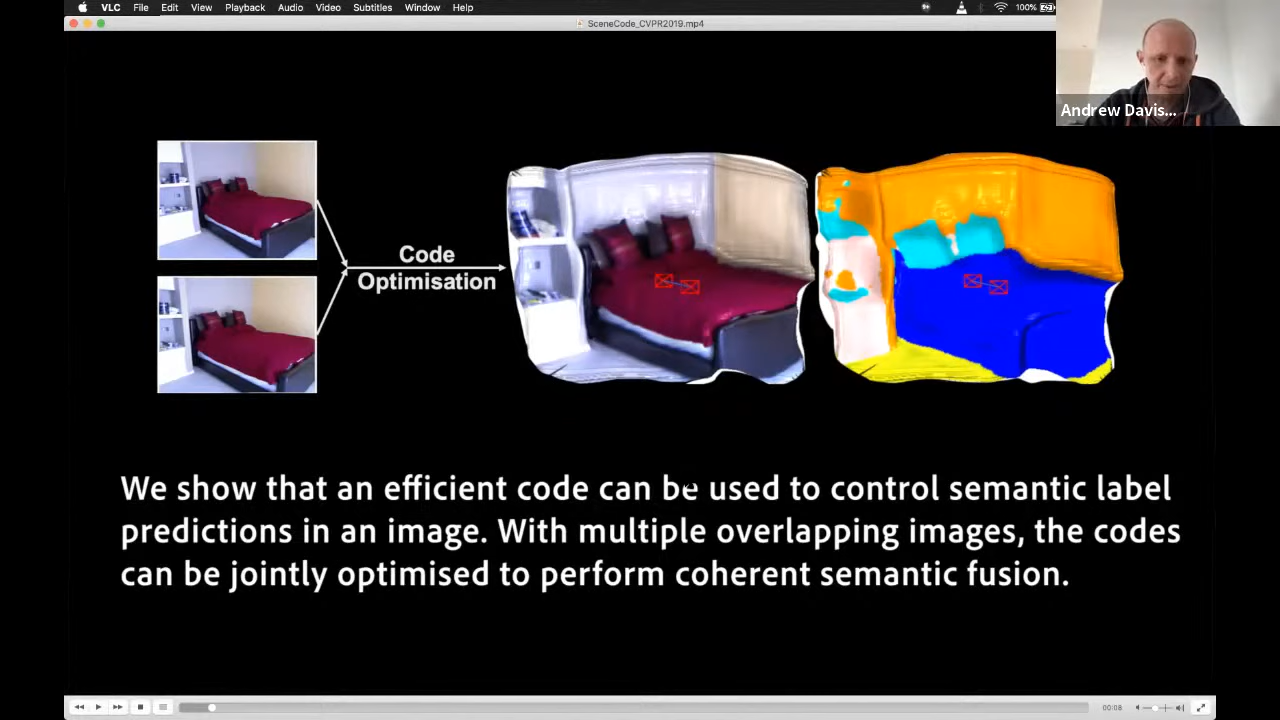 VLC File Edit View Playback Audio Video Subtitles Window Help
100%
SceneCode_CVPR2019.mp4
Andrew Davis...
Code
Optimisation
We show that an efficient code can be used to control semantic label
predictions in an image. With multiple overlapping images, the codes
can be jointly optimised to perform coherent semantic fusion.
00:08